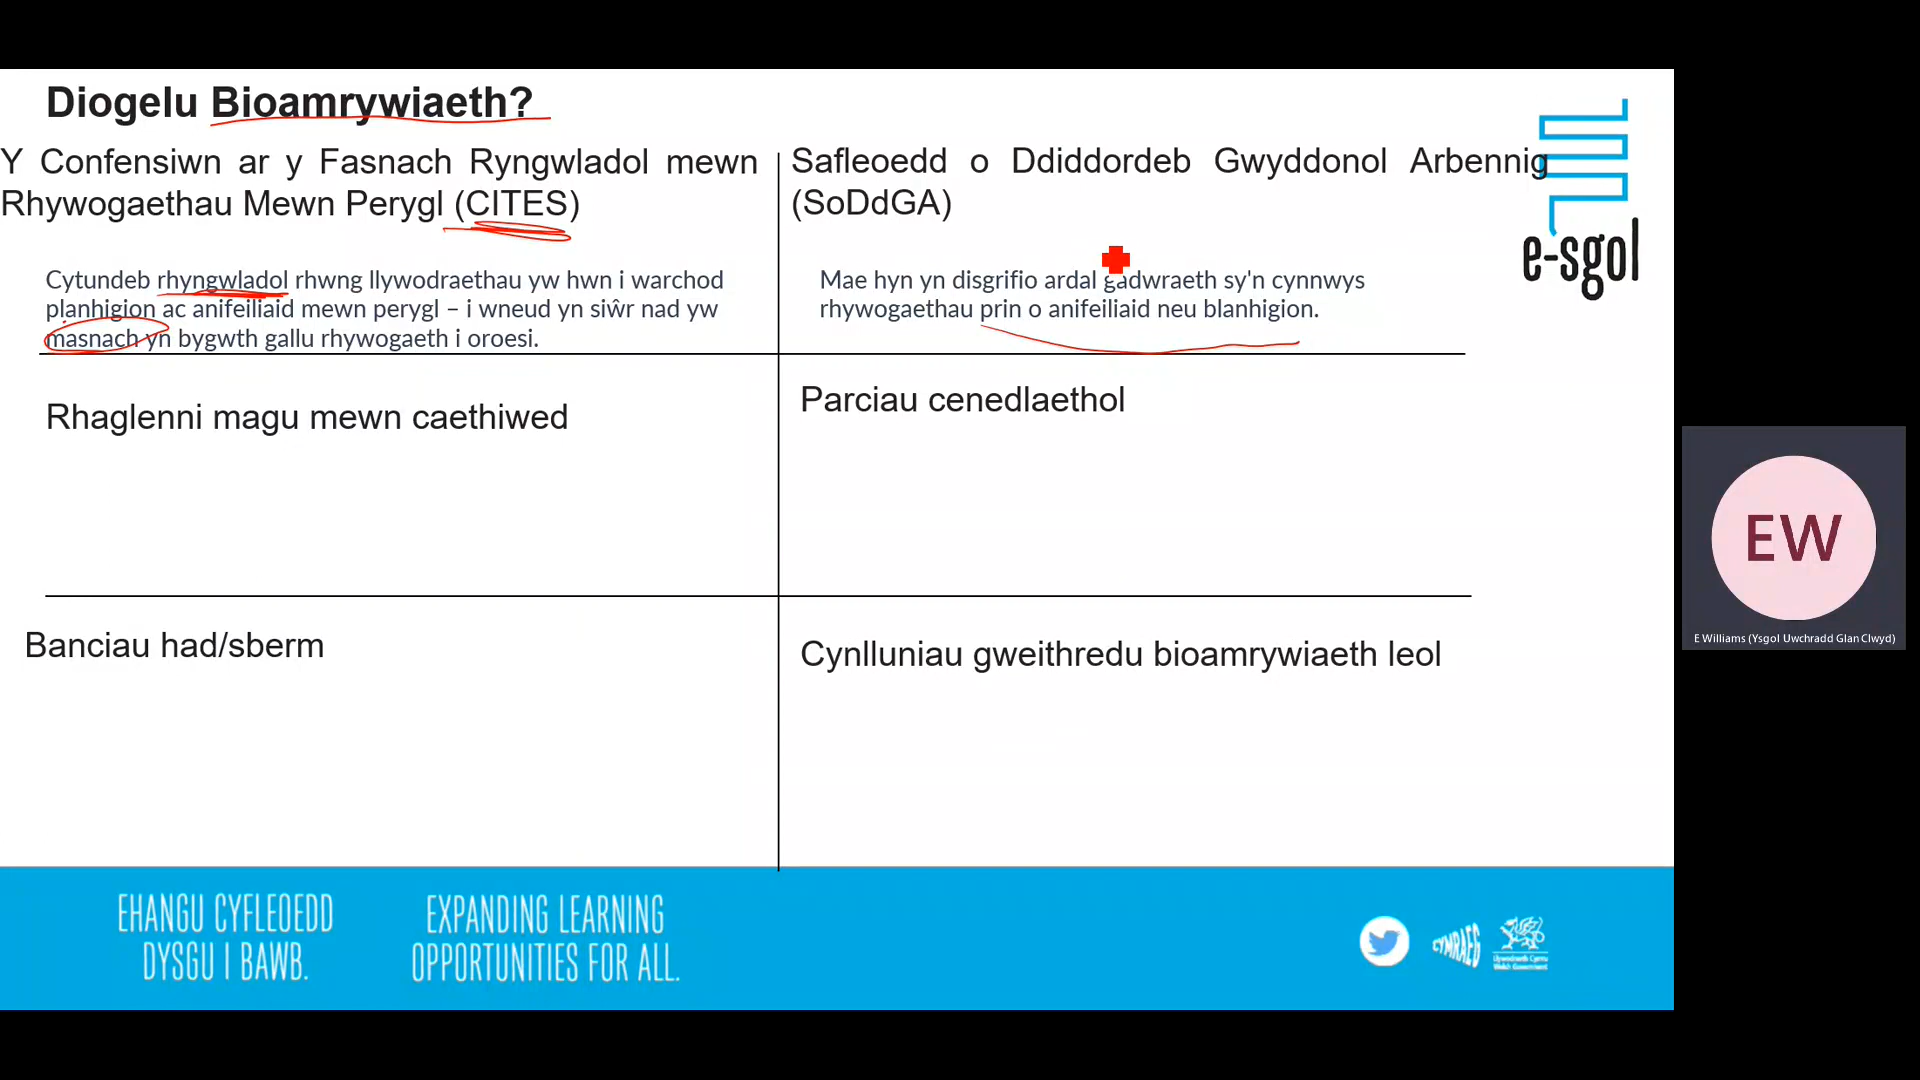 Diogelu Bioamrywiaeth?
Y Confensiwn ar y Fasnach Ryngwladol mewn
Rhywogaethau Mewn Perygl (CITES)
Cytundeb rhyngwladol rhwng llywodraethau yw hwn i warchod
planhigion ac anifeiliaid mewn perygl – i wneud yn siŵr nad yw
masnach yn bygwth gallu rhywogaeth i oroesi.
Safleoedd o Ddiddordeb Gwyddonol Arbennig
(SoDdGA)
Mae hyn yn disgrifio ardal gadwraeth sy'n cynnwys
rhywogaethau prin o anifeiliaid neu blanhigion.
e-sgol
Rhaglenni magu mewn caethiwed
Parciau cenedlaethol
Banciau had/sberm
Cynlluniau gweithredu bioamrywiaeth leol
EW
E Williams (Ysgol Uwchradd Glan Clwyd)
EHANGU CYFLEOEDD
DYSGU I BAWB.
EXPANDING LEARNING
OPPORTUNITIES FOR ALL.
CYMRAEG
Llywodraeth Cymru
Welsh Government